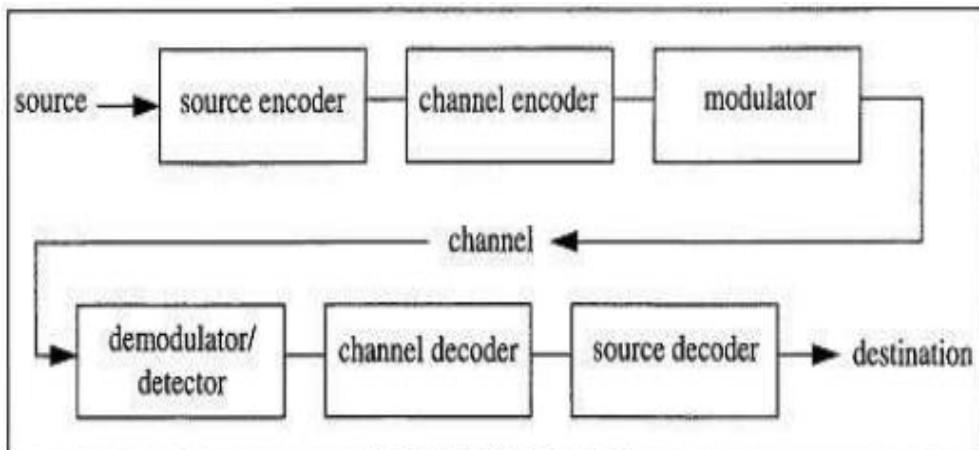 source
source encoder
channel encoder
modulator
channel
demodulator/
detector
channel decoder
source decoder
destination